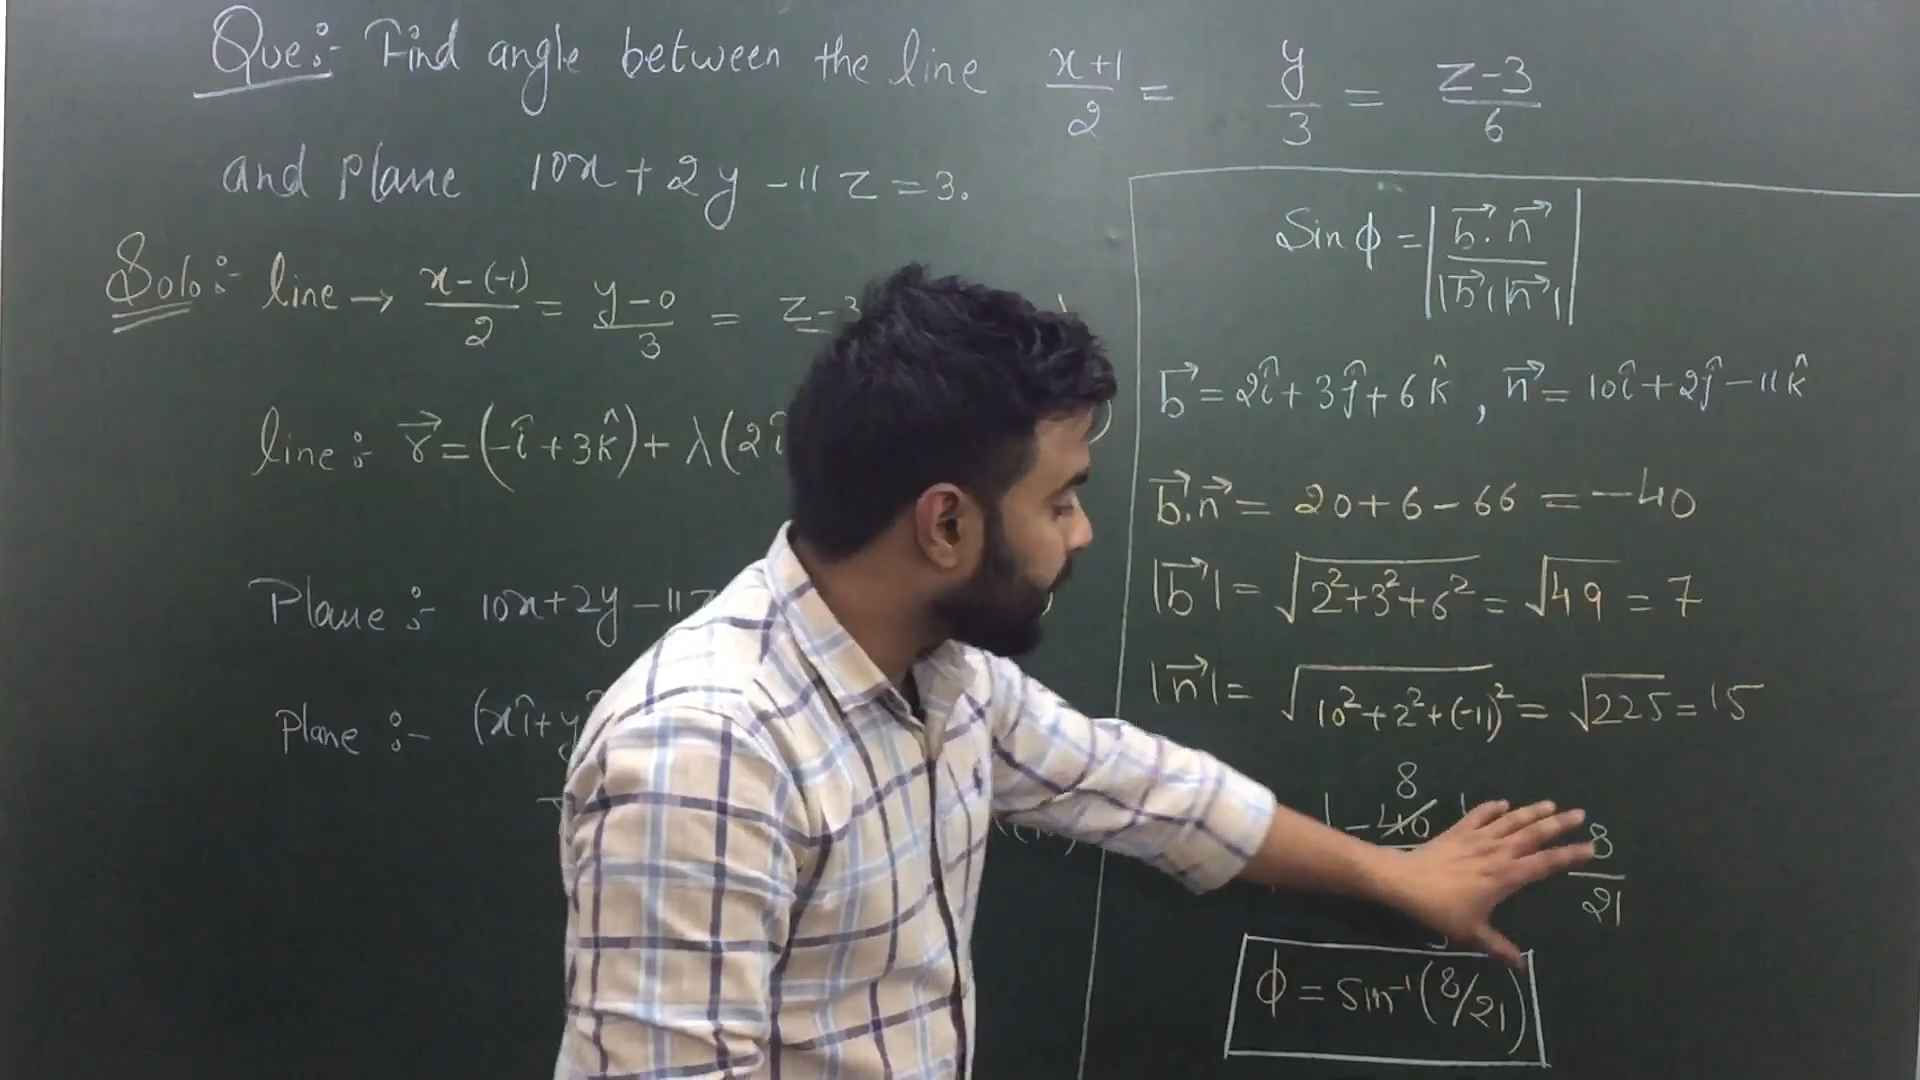 Que:- Find angle between the line x+1/2 = y/3 = z-3/6
and plane 10x + 2y - 11z = 3.
Soln:- line → x-(-1)/2 = y-0/3 = z-3
line:- r⃗ = (-î + 3k̂) + λ(2î
Plane :- 10x+2y-11z
Plane :- (xî+y
Sin ϕ = |b⃗.n⃗/|b⃗||n⃗||
b⃗ = 2î + 3ĵ + 6k̂ , n⃗ = 10î + 2ĵ - 11k̂
b⃗.n⃗ = 20 + 6 - 66 = -40
|b⃗| = √2²+3²+6² = √49 = 7
|n⃗| = √10²+2²+(-11)² = √225 = 15
|-40 8 | 8/21
ϕ = Sin⁻¹(8/21)